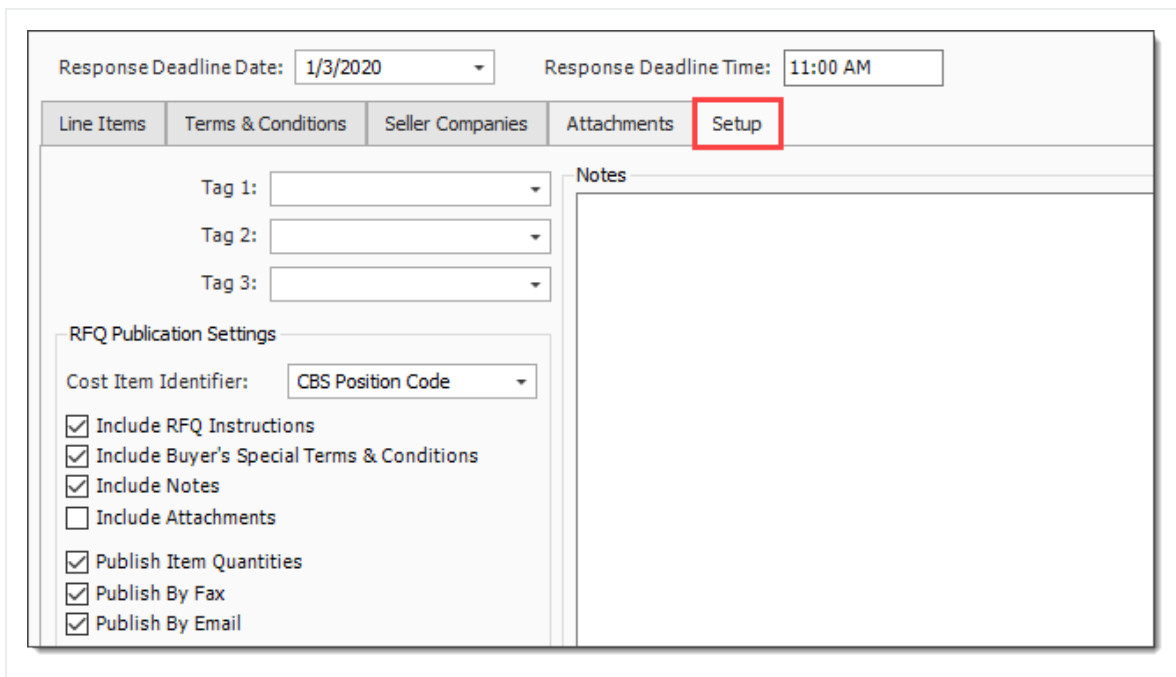 Response Deadline Date: 1/3/2020 Response Deadline Time: 11:00 AM
Line Items Terms & Conditions Seller Companies Attachments Setup
Tag 1:
Tag 2:
Tag 3:
Notes
RFQ Publication Settings
Cost Item Identifier: CBS Position Code
Include RFQ Instructions
Include Buyer's Special Terms & Conditions
Include Notes
Include Attachments
Publish Item Quantities
Publish By Fax
Publish By Email